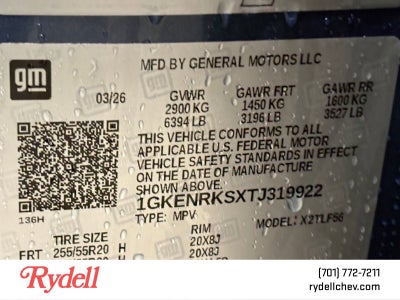 gm
MFD BY GENERAL MOTORS LLC
03/26
GVWR GAWR FRT GAWR RR
2900 KG 1450 KG 1600 KG
6394 LB 3196 LB 3527 LB
THIS VEHICLE CONFORMS TO ALL
APPLICABLE U.S. FEDERAL MOTOR
VEHICLE SAFETY STANDARDS IN EFFECT
ON THE DATE OF MANUFACTURE
SHOWN ABOVE.
1GKENRKSXTJ319922
TYPE: MPV MODEL: X2TLF56
136H
TIRE SIZE RIM
FRT 255/55R20 H 20X8J
20X8J
Rydell
(701) 772-7211
rydellchev.com